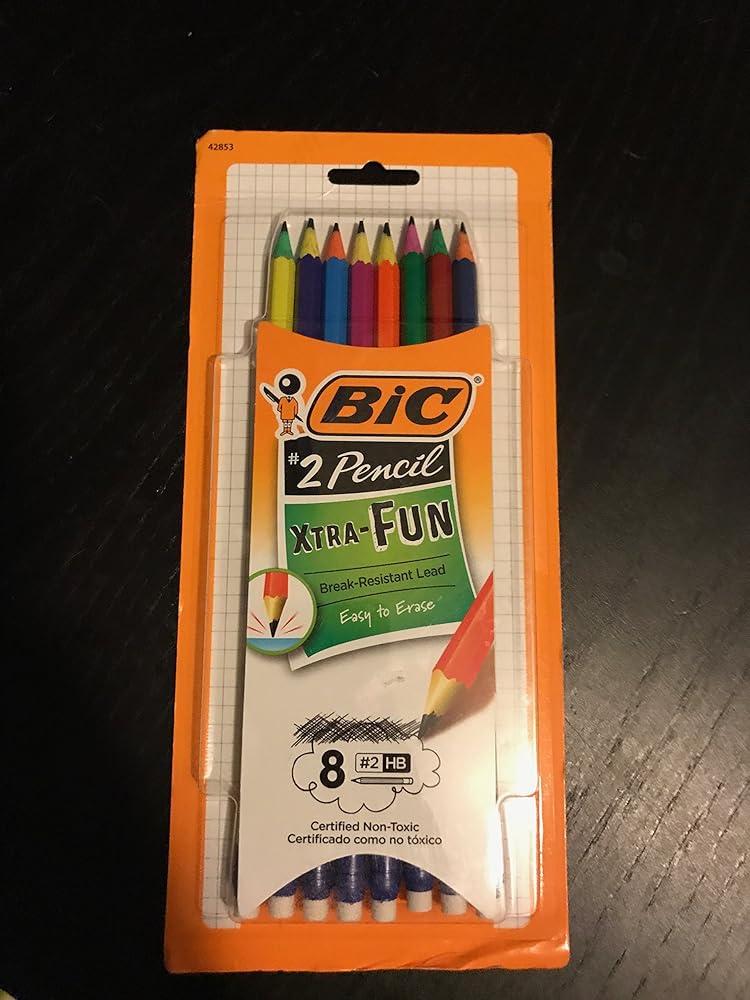 42853
BiC®
#2 Pencil
XTRA-FUN
Break-Resistant Lead
Easy to Erase
8 #2 HB
Certified Non-Toxic
Certificado como no tóxico